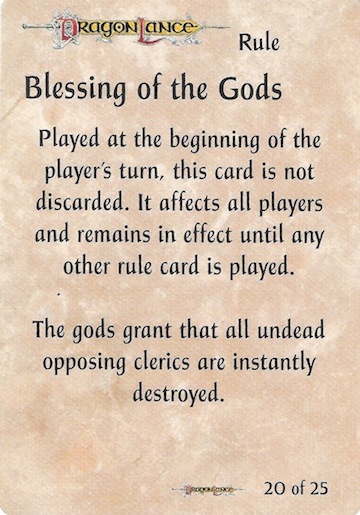 DragonLance
Rule
Blessing of the Gods
Played at the beginning of the
player's turn, this card is not
discarded. It affects all players
and remains in effect until any
other rule card is played.
The gods grant that all undead
opposing clerics are instantly
destroyed.
DragonLance
20 of 25